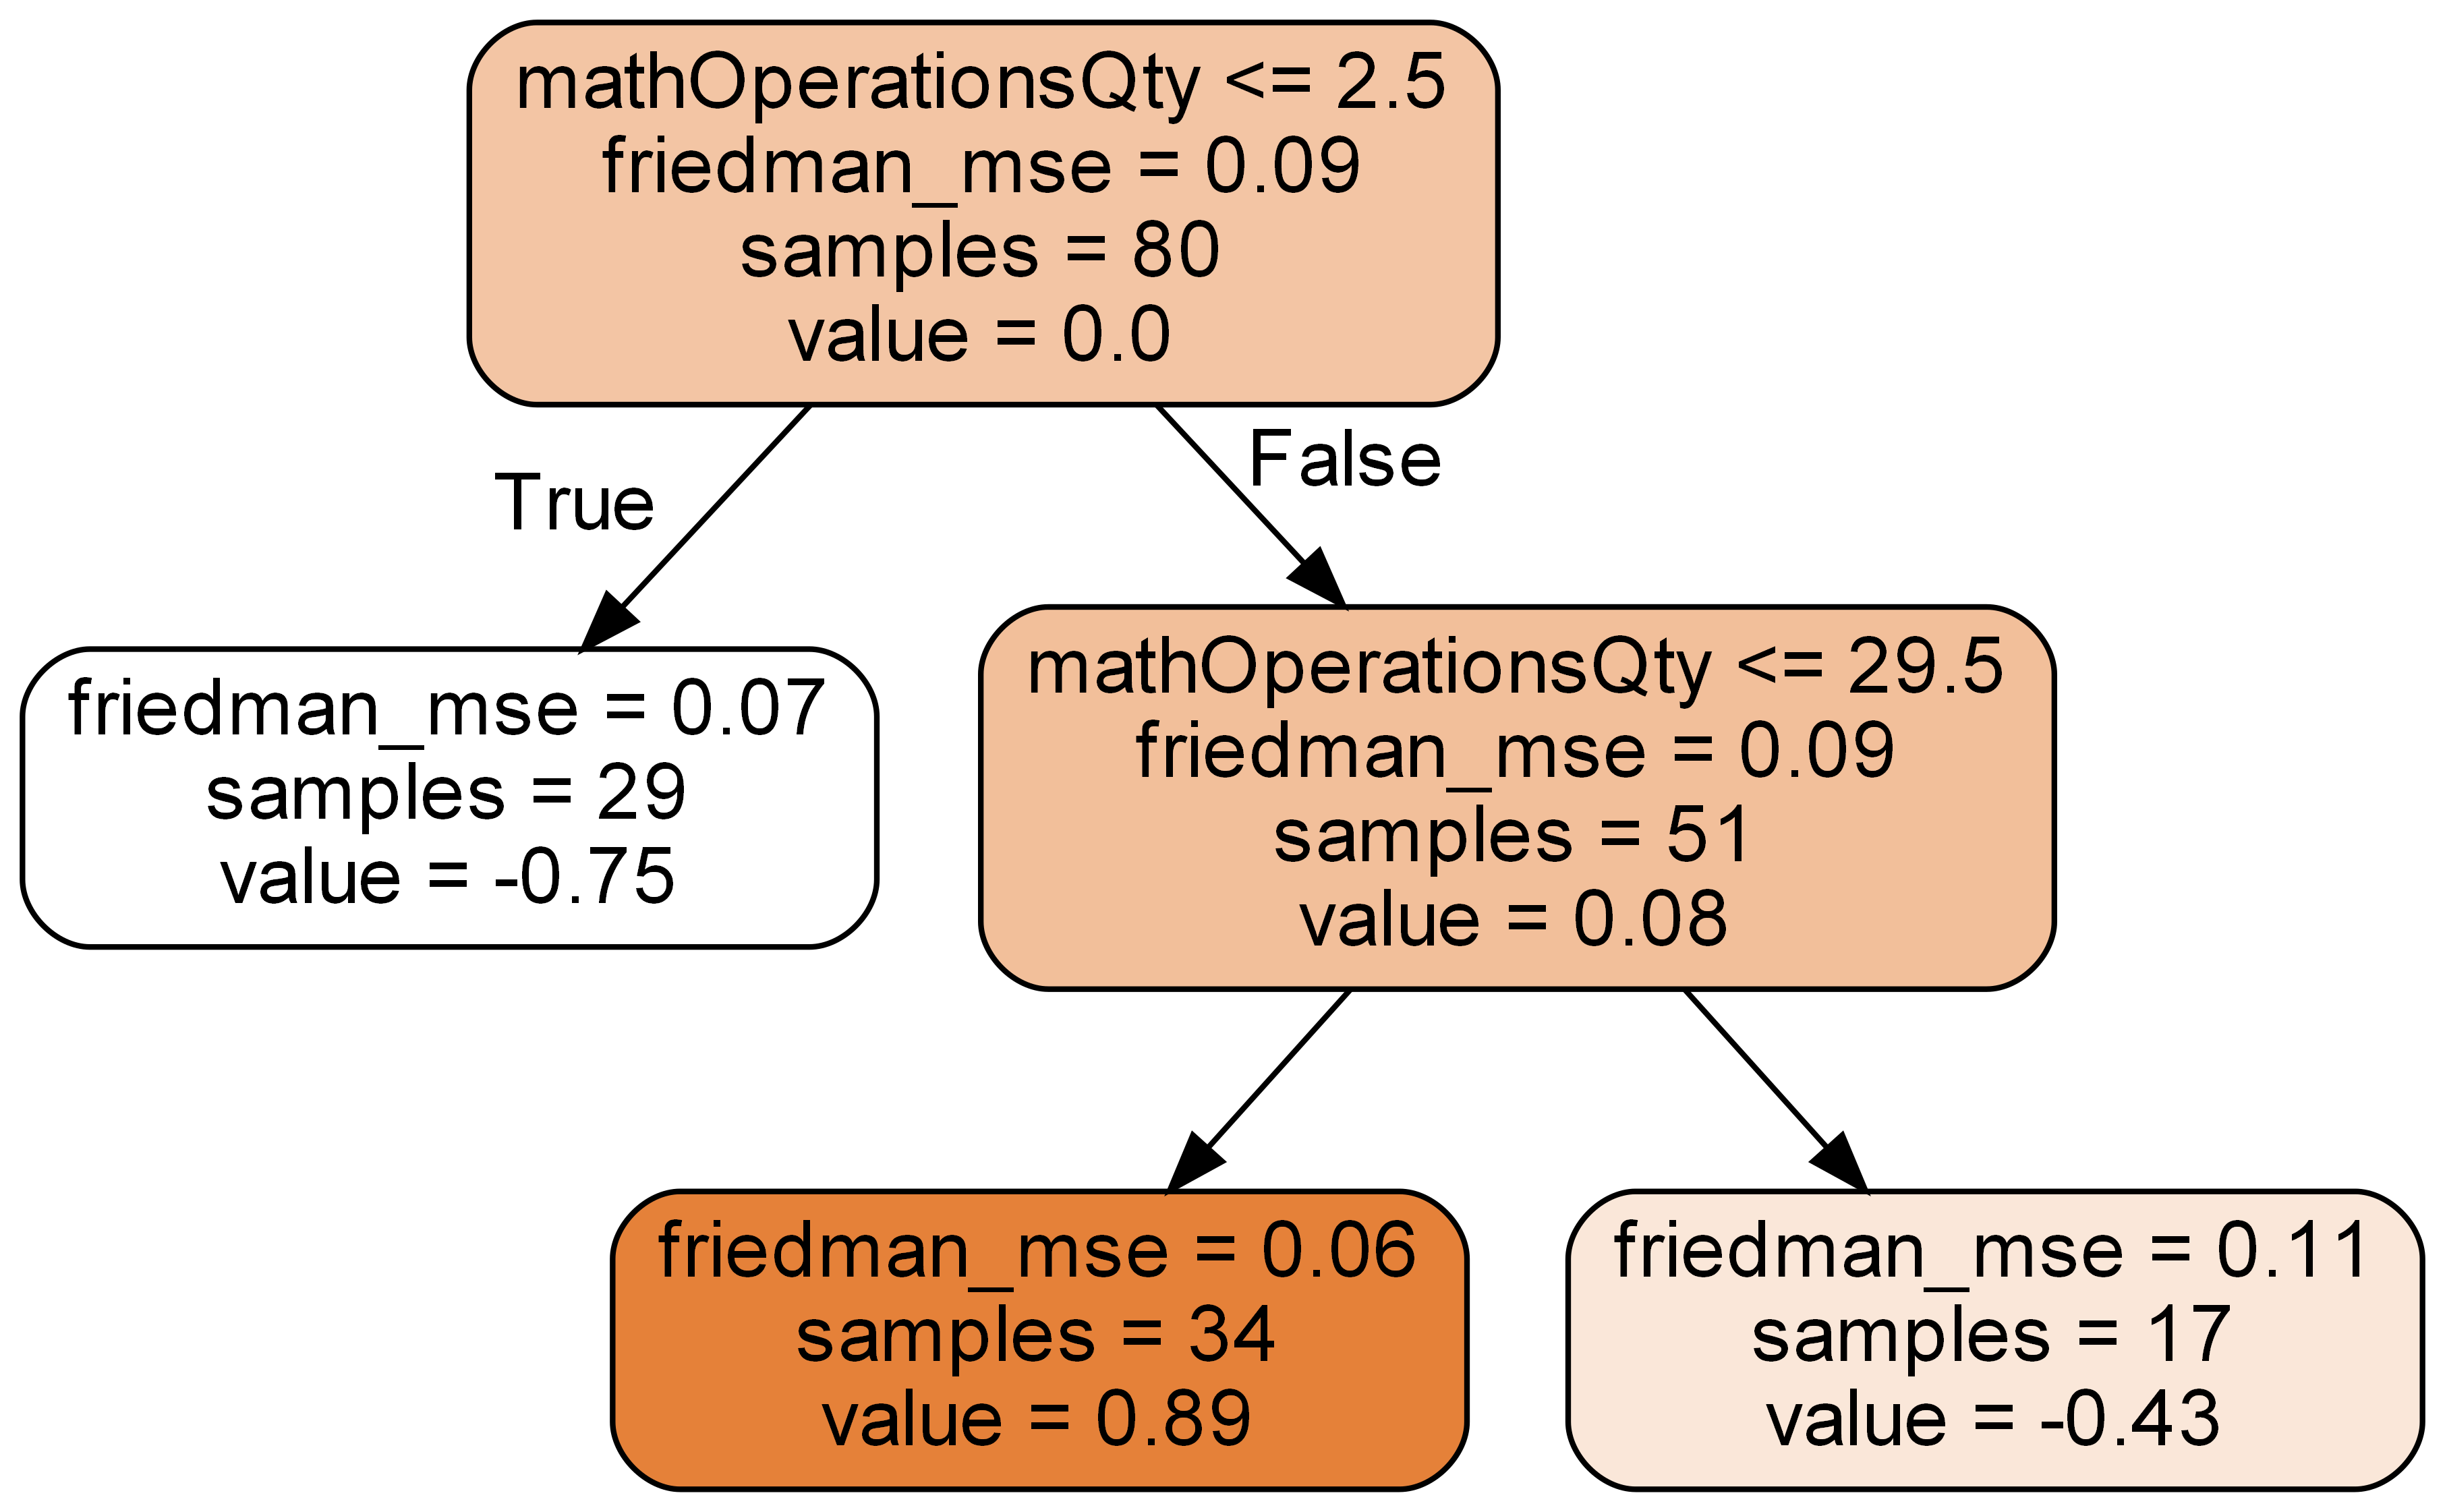 mathOperationsQty <= 2.5
friedman_mse = 0.09
samples = 80
value = 0.0
True
False
friedman_mse = 0.07
samples = 29
value = -0.75
mathOperationsQty <= 29.5
friedman_mse = 0.09
samples = 51
value = 0.08
friedman_mse = 0.06
samples = 34
value = 0.89
friedman_mse = 0.11
samples = 17
value = -0.43